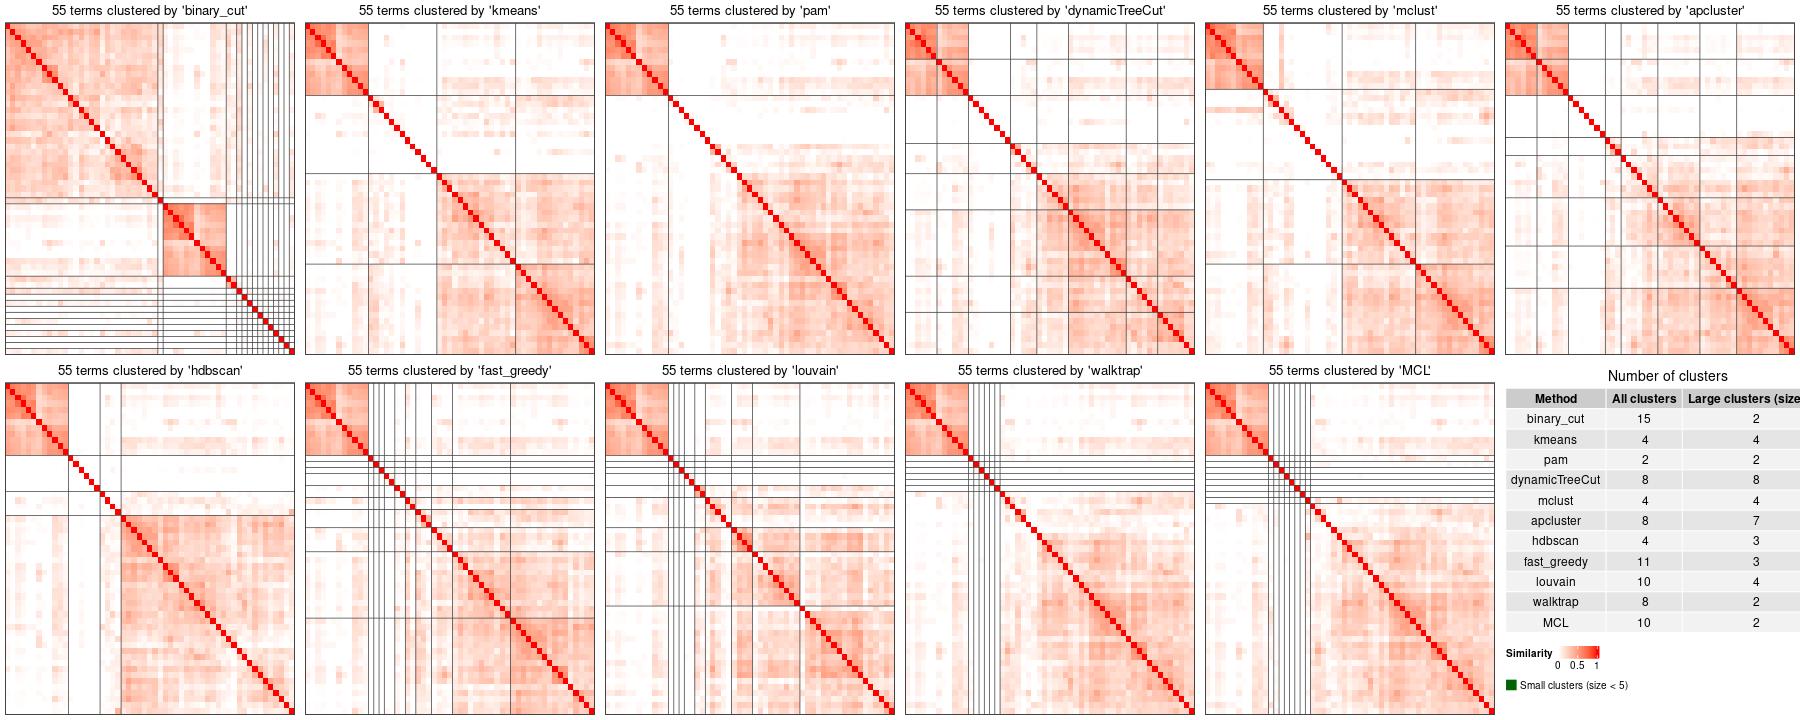 55 terms clustered by 'binary_cut'
55 terms clustered by 'kmeans'
55 terms clustered by 'pam'
55 terms clustered by 'dynamicTreeCut'
55 terms clustered by 'mclust'
55 terms clustered by 'apcluster'
55 terms clustered by 'hdbscan'
55 terms clustered by 'fast_greedy'
55 terms clustered by 'louvain'
55 terms clustered by 'walktrap'
55 terms clustered by 'MCL'
Number of clusters
Method All clusters Large clusters (size
binary_cut 15 2
kmeans 4 4
pam 2 2
dynamicTreeCut 8 8
mclust 4 4
apcluster 8 7
hdbscan 4 3
fast_greedy 11 3
louvain 10 4
walktrap 8 2
MCL 10 2
Similarity
0 0.5 1
Small clusters (size < 5)